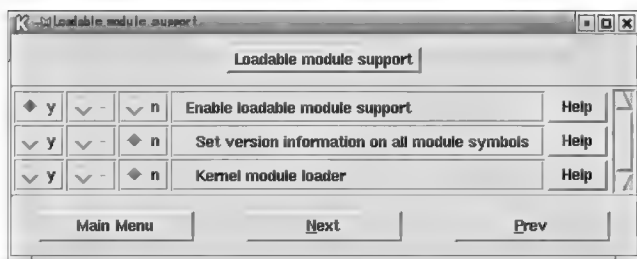 Loadable module support
Loadable module support
y - n Enable loadable module support Help
y - n Set version information on all module symbols Help
y - n Kernel module loader Help
Main Menu Next Prev